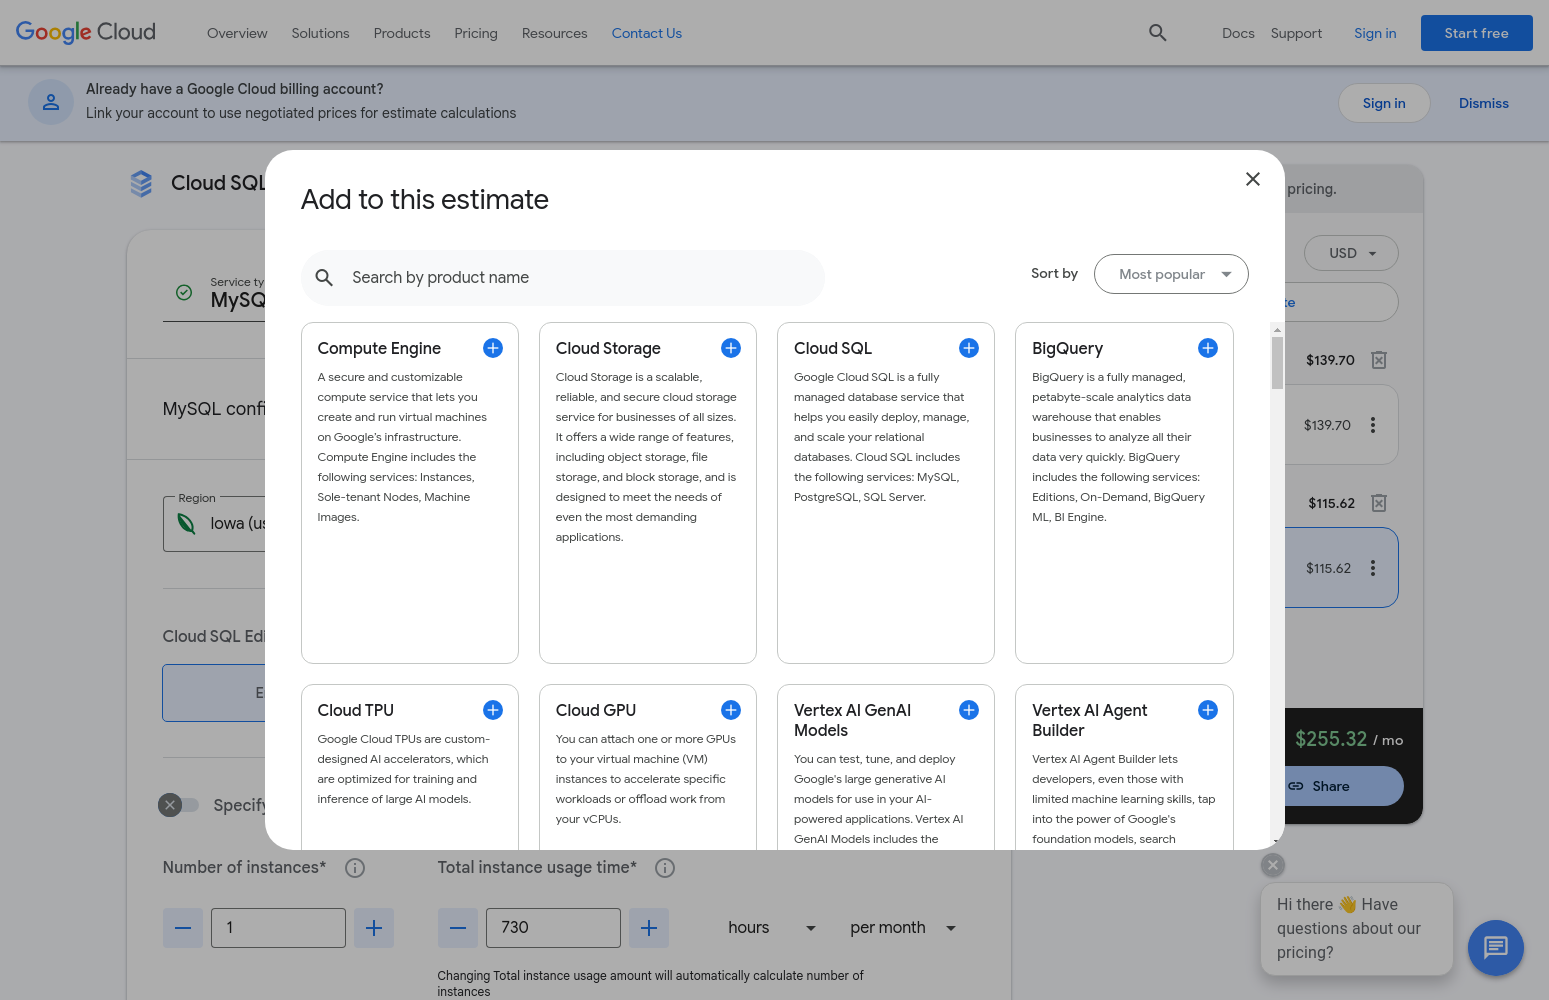 Google Cloud
Overview
Solutions
Products
Pricing
Resources
Contact Us
Docs
Support
Sign in
Start free
Already have a Google Cloud billing account?
Link your account to use negotiated prices for estimate calculations
Sign in
Dismiss
Cloud SQL
pricing.
Add to this estimate
Search by product name
Sort by
Most popular
USD
Service ty
MySQ
te
Compute Engine
A secure and customizable
compute service that lets you
create and run virtual machines
on Google's infrastructure.
Compute Engine includes the
following services: Instances,
Sole-tenant Nodes, Machine
Images.
Cloud Storage
Cloud Storage is a scalable,
reliable, and secure cloud storage
service for businesses of all sizes.
It offers a wide range of features,
including object storage, file
storage, and block storage, and is
designed to meet the needs of
even the most demanding
applications.
Cloud SQL
Google Cloud SQL is a fully
managed database service that
helps you easily deploy, manage,
and scale your relational
databases. Cloud SQL includes
the following services: MySQL,
PostgreSQL, SQL Server.
BigQuery
BigQuery is a fully managed,
petabyte-scale analytics data
warehouse that enables
businesses to analyze all their
data very quickly. BigQuery
includes the following services:
Editions, On-Demand, BigQuery
ML, BI Engine.
$139.70
$139.70
$115.62
$115.62
MySQL confi
Region
Iowa (us
Cloud SQL Edi
E
Cloud TPU
Google Cloud TPUs are custom-
designed AI accelerators, which
are optimized for training and
inference of large AI models.
Cloud GPU
You can attach one or more GPUs
to your virtual machine (VM)
instances to accelerate specific
workloads or offload work from
your vCPUs.
Vertex AI GenAI
Models
You can test, tune, and deploy
Google's large generative AI
models for use in your AI-
powered applications. Vertex AI
GenAI Models includes the
Vertex AI Agent
Builder
Vertex AI Agent Builder lets
developers, even those with
limited machine learning skills, tap
into the power of Google's
foundation models, search
$255.32 / mo
Share
Specify
Number of instances*
Total instance usage time*
1
730
hours
per month
Changing Total instance usage amount will automatically calculate number of
instances
Hi there 👋 Have
questions about our
pricing?